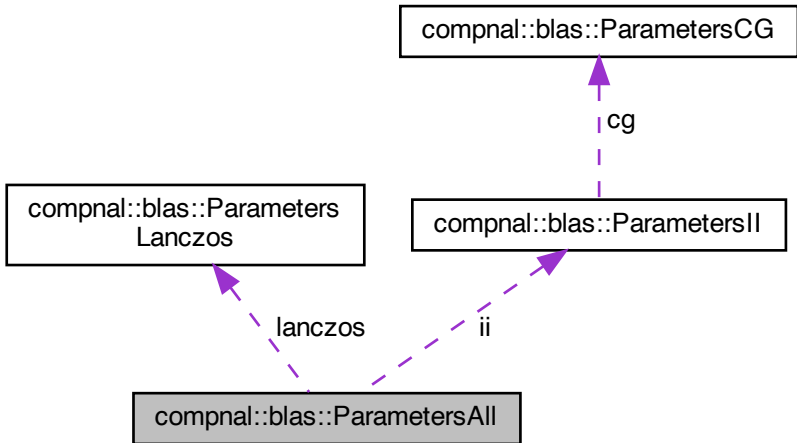 compnal::blas::ParametersCG
cg
compnal::blas::Parameters
Lanczos
compnal::blas::ParametersII
lanczos
ii
compnal::blas::ParametersAll